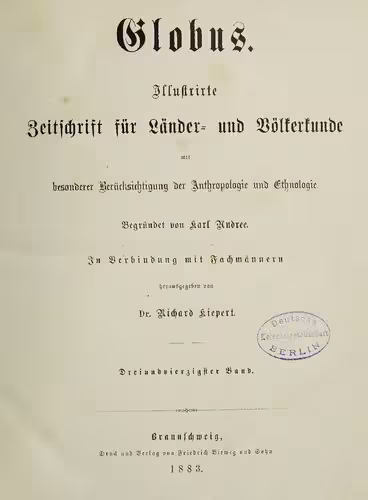 Globus.
Illustrirte
Zeitschrift für Länder- und Völkerkunde
mit
besonderer Berücksichtigung der Anthropologie und Ethnologie.
Begründet von Karl Andree.
In Verbindung mit Fachmännern
herausgegeben von
Dr. Richard Kiepert.
Deutsche
BERLIN
Dreiundvierzigster Band.
Braunschweig,
Druck und Verlag von Friedrich Vieweg und Sohn
1883.